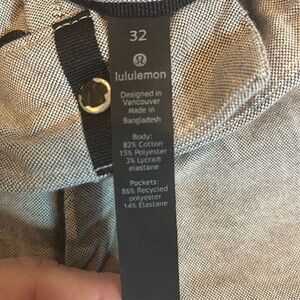 32
lululemon
Designed in
Vancouver
Made in
Bangladesh
Body:
82% Cotton
15% Polyester
3% Lycra®
elastane
Pockets:
86% Recycled
polyester
14% Elastane